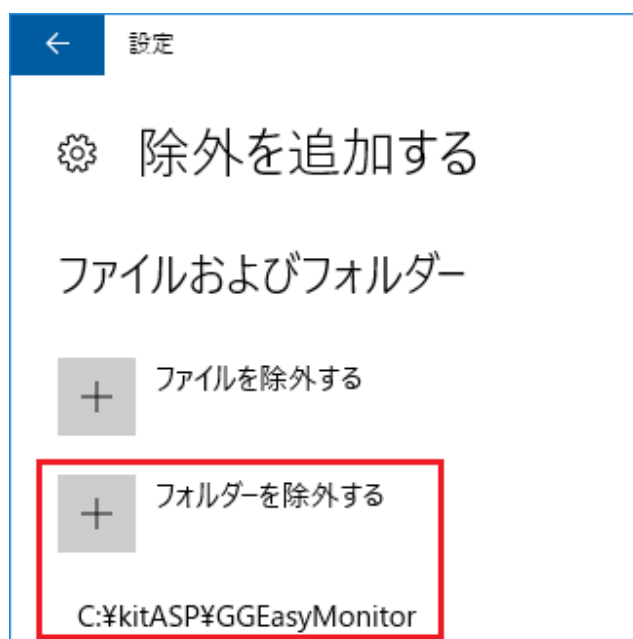 設定
除外を追加する
ファイルおよびフォルダー
ファイルを除外する
フォルダーを除外する
C:¥kitASP¥GGEasyMonitor